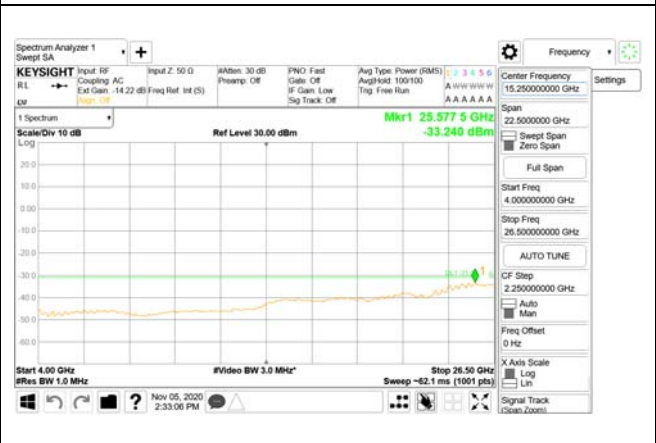 Spectrum Analyzer 1
Swept SA
+
Frequency
KEYSIGHT
RL
Input: RF
Coupling: AC
Ext Gain: -14.22 dB
Align: Off
Input Z: 50 Ω
Freq Ref: Int (S)
#Atten: 30 dB
Preamp: Off
PNO: Fast
Gate: Off
IF Gain: Low
Sig Track: Off
Avg Type: Power (RMS)
Avg|Hold: 100/100
Trig: Free Run
1 2 3 4 5 6
A W W W W W
A A A A A A
1 Spectrum
Scale/Div 10 dB
Log
Ref Level 30.00 dBm
Mkr1 25.577 5 GHz
-33.240 dBm
20.0
10.0
0.00
-10.0
-20.0
-30.0
-40.0
-50.0
-60.0
1
Start 4.00 GHz
#Res BW 1.0 MHz
#Video BW 3.0 MHz*
Stop 26.50 GHz
Sweep ~62.1 ms (1001 pts)
Center Frequency
15.250000000 GHz
Settings
Span
22.5000000 GHz
Swept Span
Zero Span
Full Span
Start Freq
4.000000000 GHz
Stop Freq
26.500000000 GHz
AUTO TUNE
CF Step
2.250000000 GHz
Auto
Man
Freq Offset
0 Hz
X Axis Scale
Log
Lin
Signal Track
(Span Zoom)
?
Nov 05, 2020
2:33:06 PM